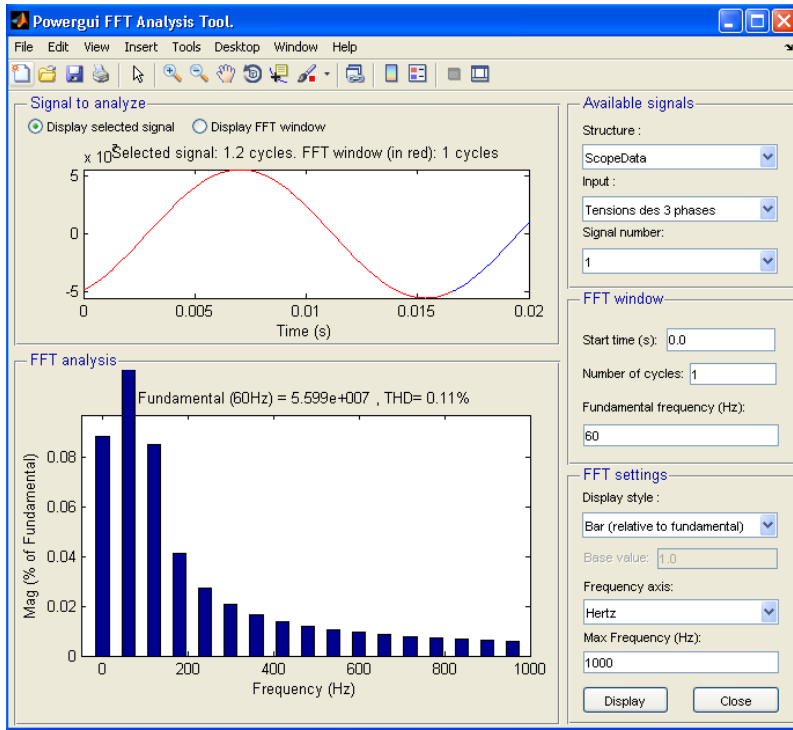 Powergui FFT Analysis Tool.
File Edit View Insert Tools Desktop Window Help
Signal to analyze
Display selected signal Display FFT window
x 10
Selected signal: 1.2 cycles. FFT window (in red): 1 cycles
5
0
-5
0 0.005 0.01 0.015 0.02
Time (s)
FFT analysis
Fundamental (60Hz) = 5.599e+007 , THD= 0.11%
Mag (% of Fundamental)
0.08
0.06
0.04
0.02
0
0 200 400 600 800 1000
Frequency (Hz)
Available signals
Structure :
ScopeData
Input :
Tensions des 3 phases
Signal number:
1
FFT window
Start time (s): 0.0
Number of cycles: 1
Fundamental frequency (Hz):
60
FFT settings
Display style :
Bar (relative to fundamental)
Base value: 1.0
Frequency axis:
Hertz
Max Frequency (Hz):
1000
Display Close